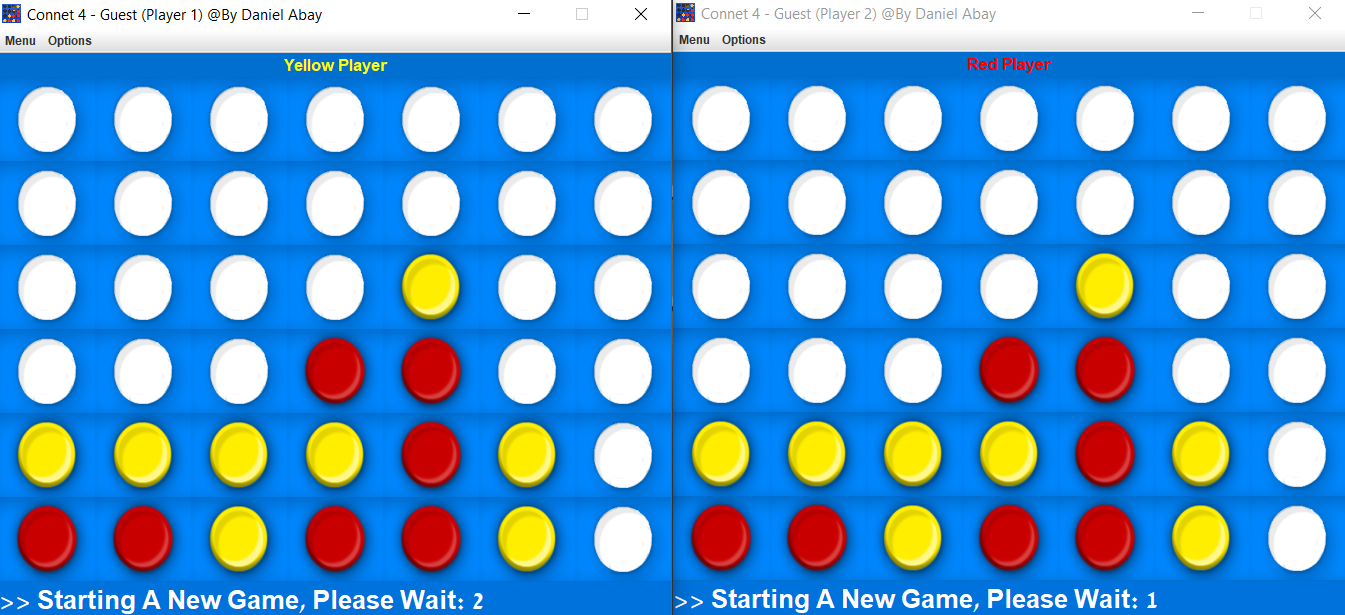 Connet 4 - Guest (Player 1) @By Daniel Abay
Menu Options
Yellow Player
>> Starting A New Game, Please Wait: 2
Connet 4 - Guest (Player 2) @By Daniel Abay
Menu Options
Red Player
>> Starting A New Game, Please Wait: 1